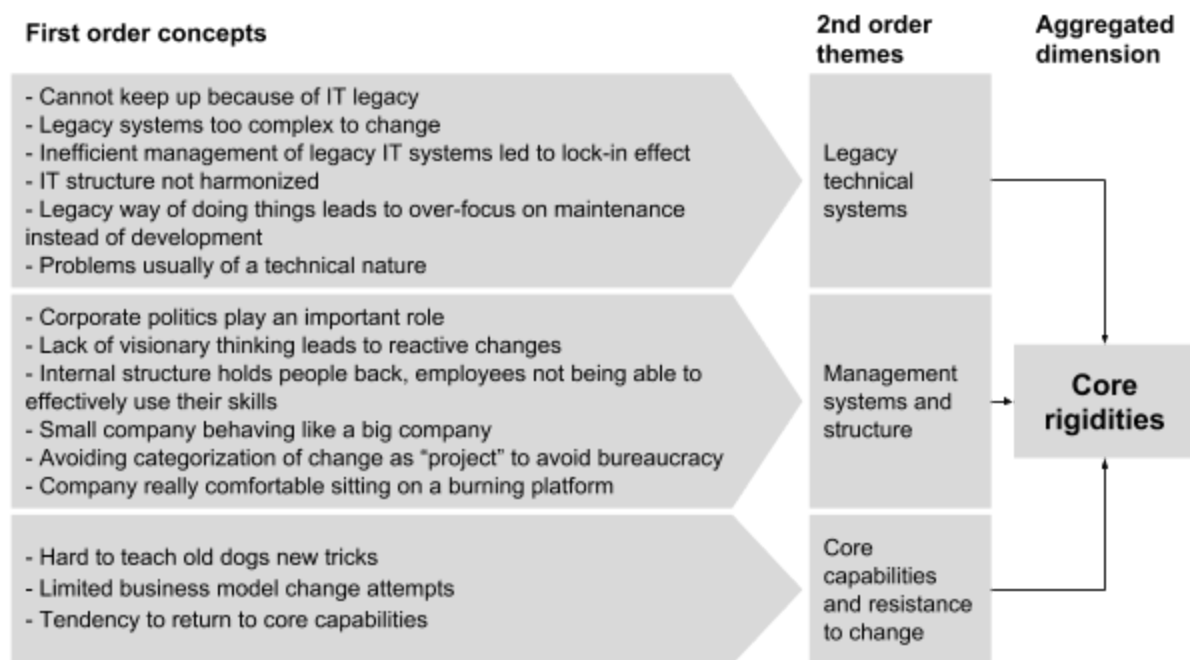 First order concepts
2nd order
themes
Aggregated
dimension
- Cannot keep up because of IT legacy
- Legacy systems too complex to change
- Inefficient management of legacy IT systems led to lock-in effect
- IT structure not harmonized
- Legacy way of doing things leads to over-focus on maintenance
instead of development
- Problems usually of a technical nature
Legacy
technical
systems
- Corporate politics play an important role
- Lack of visionary thinking leads to reactive changes
- Internal structure holds people back, employees not being able to
effectively use their skills
- Small company behaving like a big company
- Avoiding categorization of change as “project” to avoid bureaucracy
- Company really comfortable sitting on a burning platform
Management
systems and
structure
Core
rigidities
- Hard to teach old dogs new tricks
- Limited business model change attempts
- Tendency to return to core capabilities
Core
capabilities
and resistance
to change